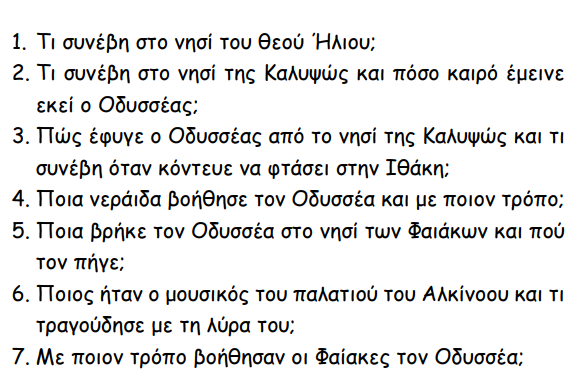 1. Τι συνέβη στο νησί του θεού Ήλιου;
2. Τι συνέβη στο νησί της Καλυψώς και πόσο καιρό έμεινε
εκεί ο Οδυσσέας;
3. Πώς έφυγε ο Οδυσσέας από το νησί της Καλυψώς και τι
συνέβη όταν κόντευε να φτάσει στην Ιθάκη;
4. Ποια νεράιδα βοήθησε τον Οδυσσέα και με ποιον τρόπο;
5. Ποια βρήκε τον Οδυσσέα στο νησί των Φαιάκων και πού
τον πήγε;
6. Ποιος ήταν ο μουσικός του παλατιού του Αλκίνοου και τι
τραγούδησε με τη λύρα του;
7. Με ποιον τρόπο βοήθησαν οι Φαίακες τον Οδυσσέα;